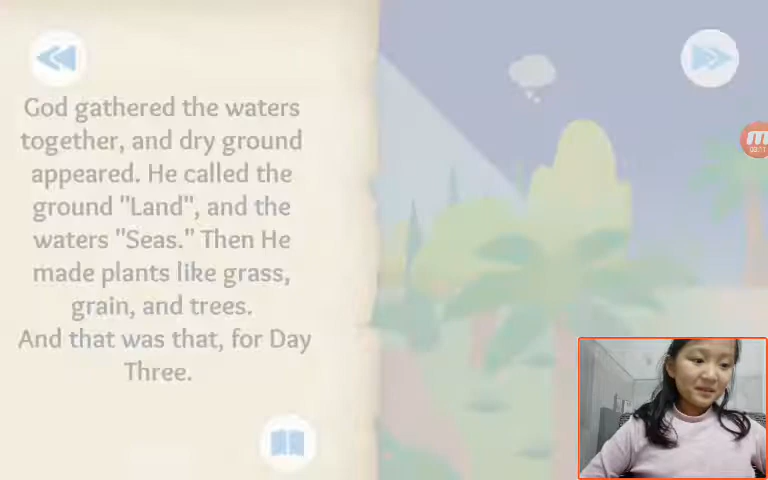 God gathered the waters
together, and dry ground
appeared. He called the
ground "Land", and the
waters "Seas." Then He
made plants like grass,
grain, and trees.
And that was that, for Day
Three.